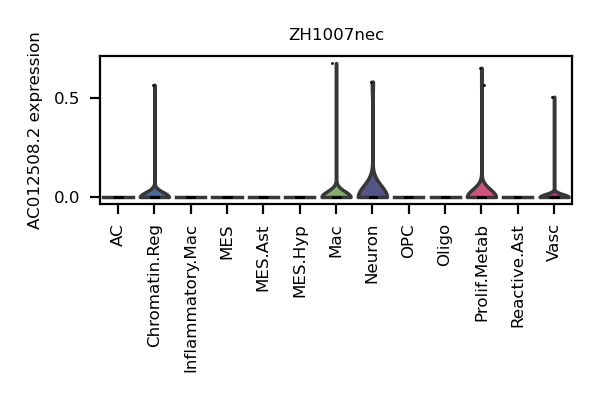 ZH1007nec
AC012508.2 expression
0.5
0.0
AC
Chromatin.Reg
Inflammatory.Mac
MES
MES.Ast
MES.Hyp
Mac
Neuron
OPC
Oligo
Prolif.Metab
Reactive.Ast
Vasc